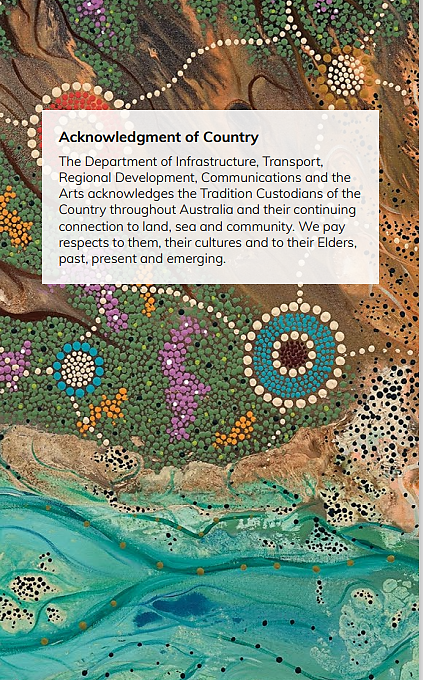 Acknowledgment of Country
The Department of Infrastructure, Transport,
Regional Development, Communications and the
Arts acknowledges the Tradition Custodians of the
Country throughout Australia and their continuing
connection to land, sea and community. We pay
respects to them, their cultures and to their Elders,
past, present and emerging.